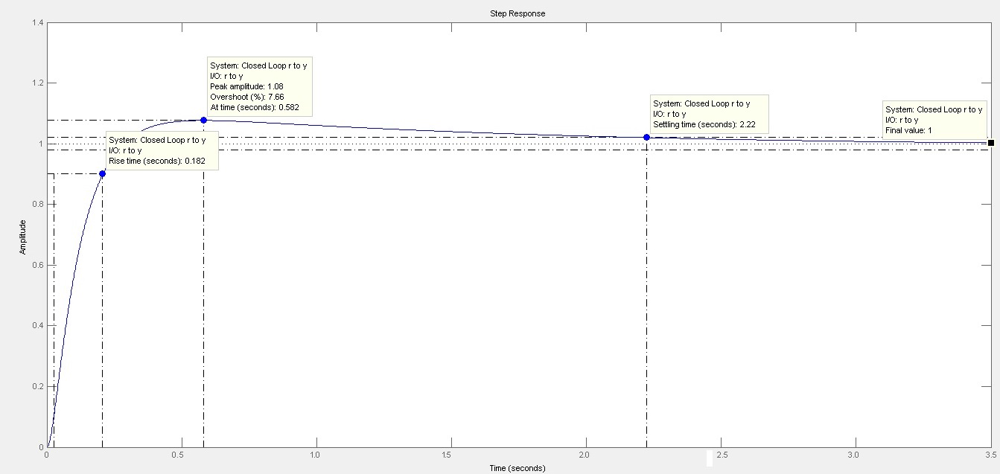 Step Response
1.4
1.2
1
0.8
0.6
0.4
0.2
0
Amplitude
System: Closed Loop r to y
I/O: r to y
Peak amplitude: 1.08
Overshoot (%): 7.66
At time (seconds): 0.582
System: Closed Loop r to y
I/O: r to y
Rise time (seconds): 0.182
System: Closed Loop r to y
I/O: r to y
Settling time (seconds): 2.22
System: Closed Loop r to y
I/O: r to y
Final value: 1
0
0.5
1.0
1.5
2.0
2.5
3.0
3.5
Time (seconds)